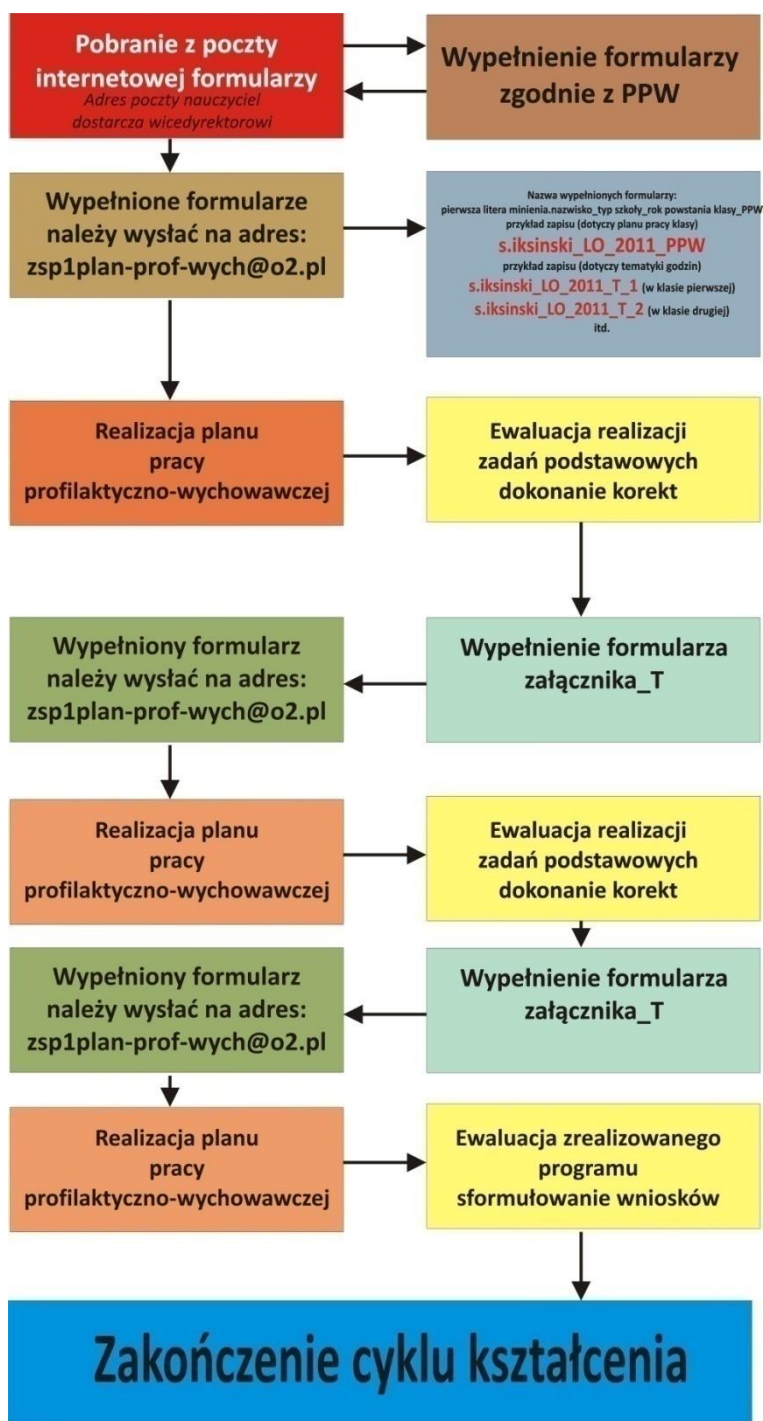 Pobranie z poczty
internetowej formularzy
Adres poczty nauczyciel
dostarcza wicedyrektorowi
Wypełnienie formularzy
zgodnie z PPW
Wypełnione formularze
należy wysłać na adres:
zsp1plan-prof-wych@o2.pl
Nazwa wypełnionych formularzy:
pierwsza litera minienia.nazwisko_typ szkoły_rok powstania klasy_PPW
przykład zapisu (dotyczy planu pracy klasy)
s.iksinski_LO_2011_PPW
przykład zapisu (dotyczy tematyki godzin)
s.iksinski_LO_2011_T_1 (w klasie pierwszej)
s.iksinski_LO_2011_T_2 (w klasie drugiej)
itd.
Realizacja planu
pracy
profilaktyczno-wychowawczej
Ewaluacja realizacji
zadań podstawowych
dokonanie korekt
Wypełniony formularz
należy wysłać na adres:
zsp1plan-prof-wych@o2.pl
Wypełnienie formularza
załącznika_T
Realizacja planu
pracy
profilaktyczno-wychowawczej
Ewaluacja realizacji
zadań podstawowych
dokonanie korekt
Wypełniony formularz
należy wysłać na adres:
zsp1plan-prof-wych@o2.pl
Wypełnienie formularza
załącznika_T
Realizacja planu
pracy
profilaktyczno-wychowawczej
Ewaluacja zrealizowanego
programu
sformułowanie wniosków
Zakończenie cyklu kształcenia